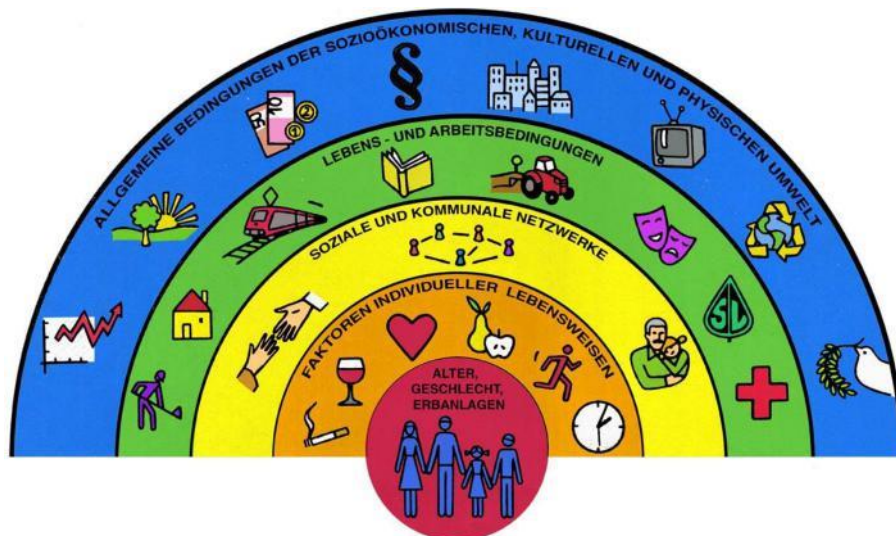 ALLGEMEINE BEDINGUNGEN DER SOZIOÖKONOMISCHEN, KULTURELLEN UND PHYSISCHEN UMWELT
§
LEBENS - UND ARBEITSBEDINGUNGEN
SOZIALE UND KOMMUNALE NETZWERKE
FAKTOREN INDIVIDUELLER LEBENSWEISEN
SL
ALTER,
GESCHLECHT,
ERBANLAGEN